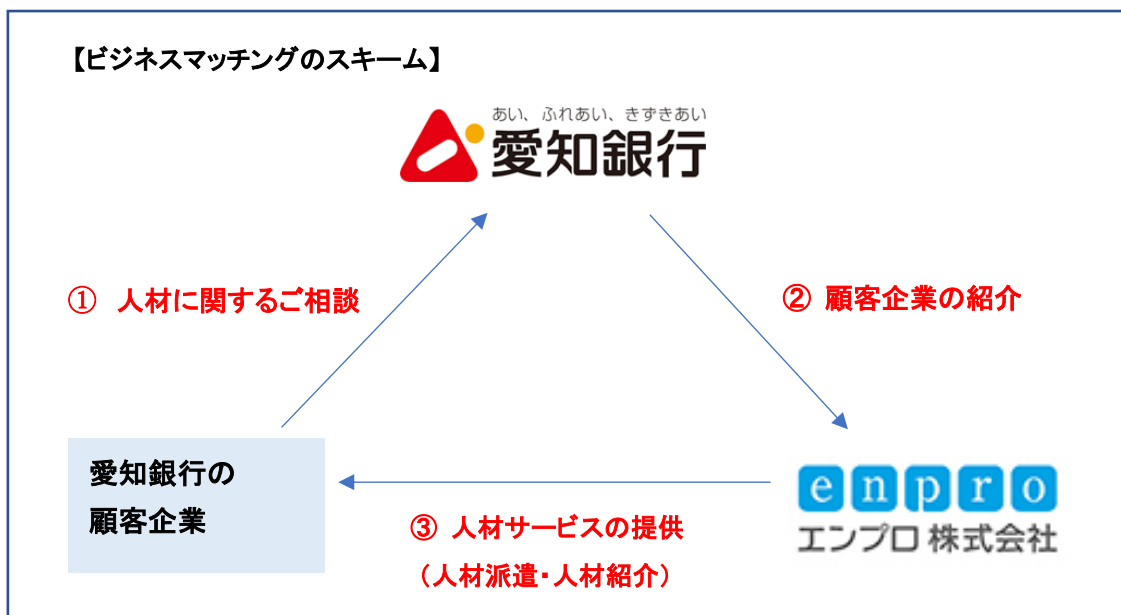 【ビジネスマッチングのスキーム】
あい、ふれあい、きずきあい
愛知銀行
① 人材に関するご相談
② 顧客企業の紹介
愛知銀行の
顧客企業
enpro
エンプロ 株式会社
③ 人材サービスの提供
（人材派遣・人材紹介）